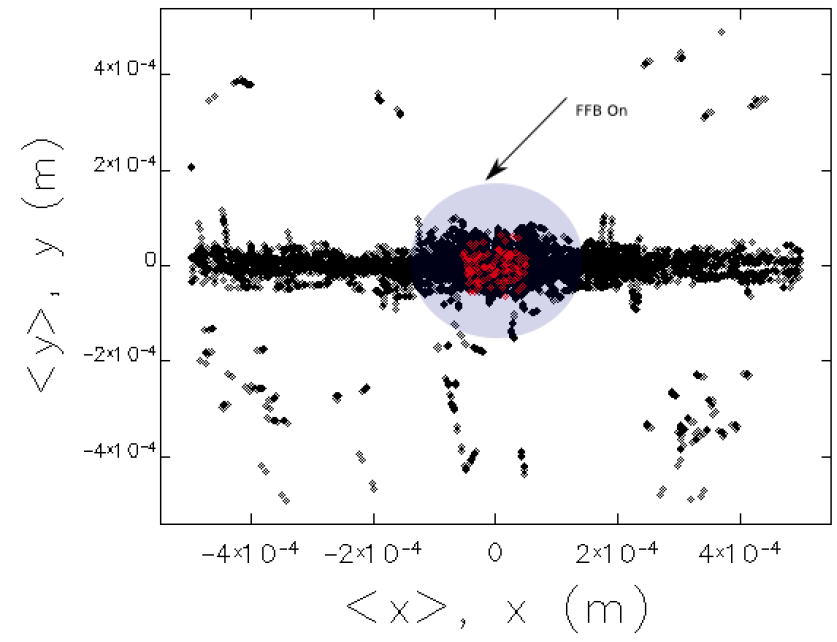 4×10⁻⁴
FFB On
2×10⁻⁴
0
−2×10⁻⁴
−4×10⁻⁴
<y>, y (m)
−4×10⁻⁴ −2×10⁻⁴ 0 2×10⁻⁴ 4×10⁻⁴
<x>, x (m)